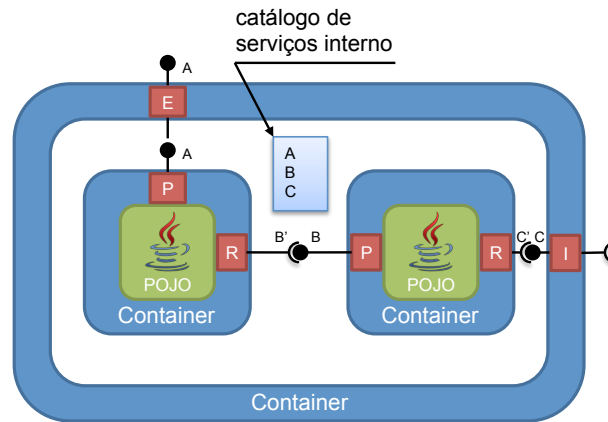 catálogo de
serviços interno
A
E
A
A
B
C
P
P
R
B’
B
P
R
C’
C
I
POJO
POJO
Container
Container
Container